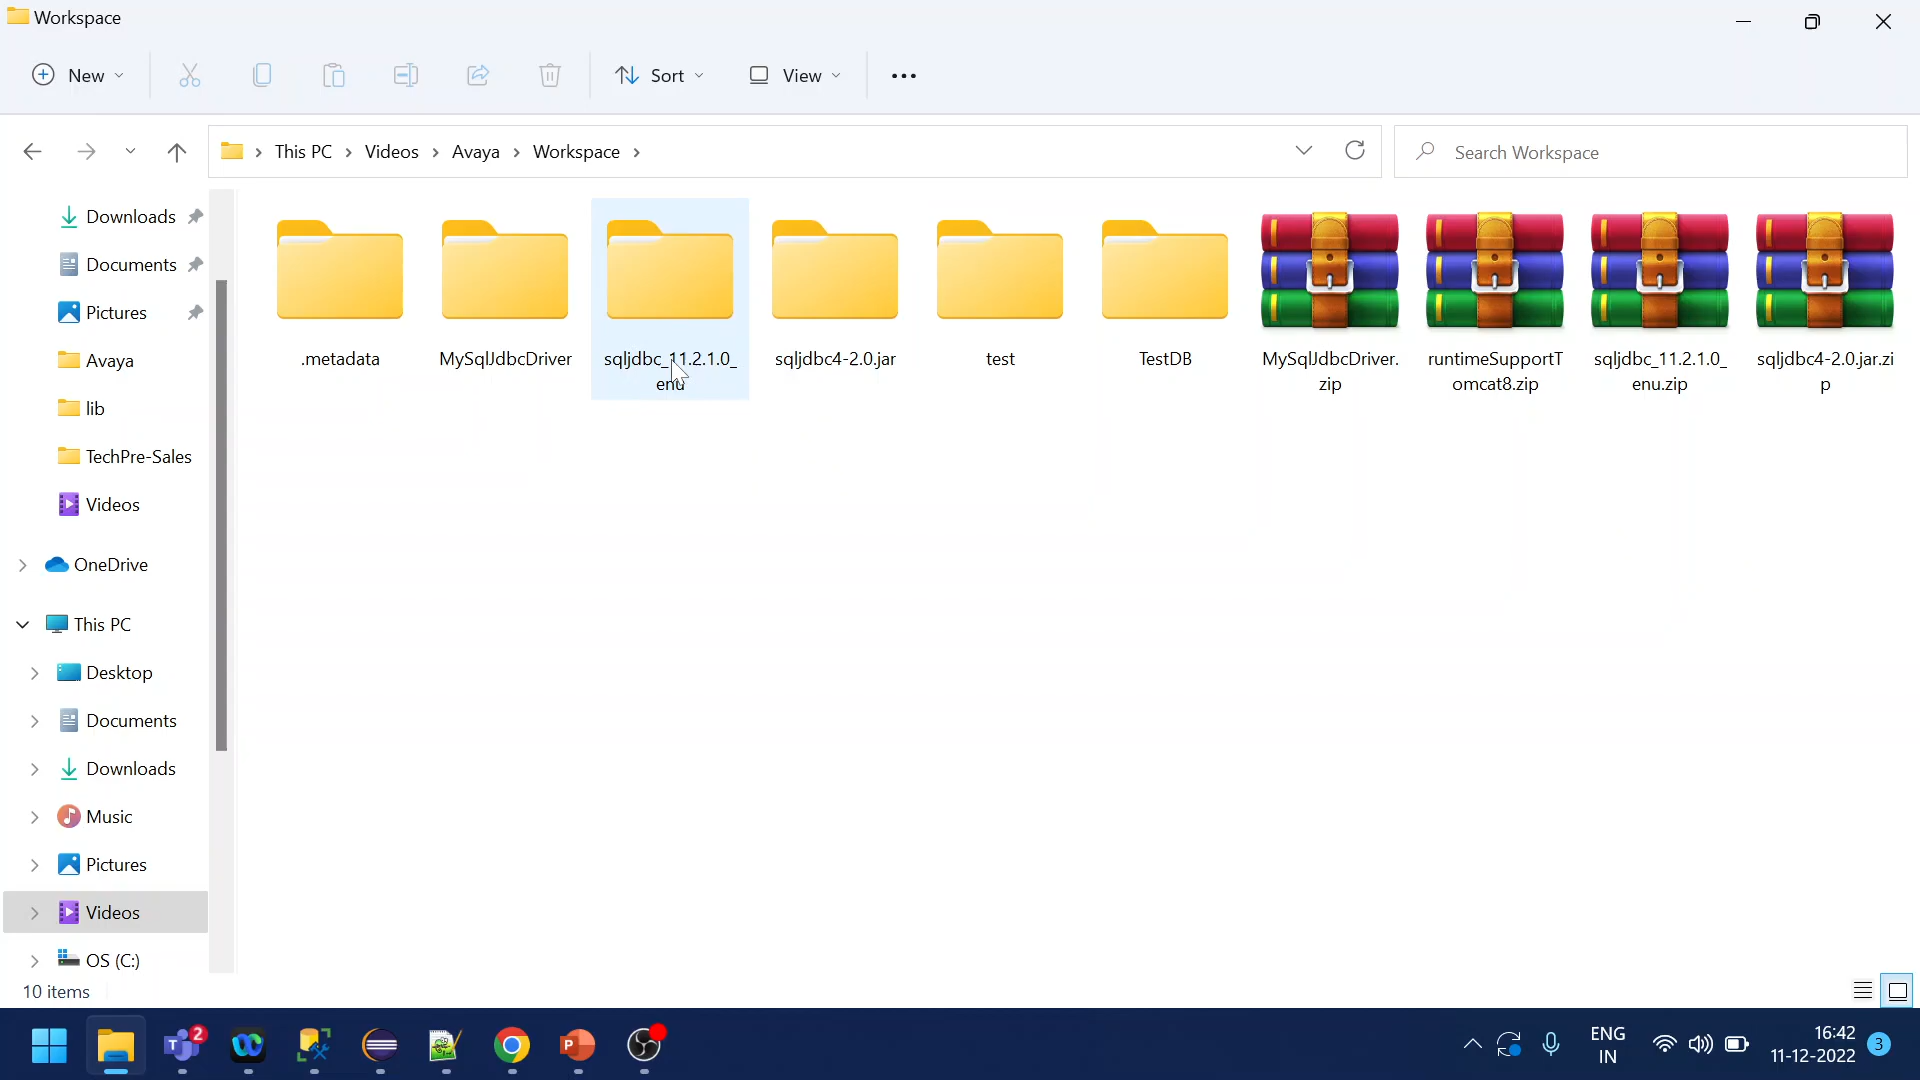 Workspace
New
Sort
View
This PC
Videos
Avaya
Workspace
Search Workspace
Downloads
Documents
Pictures
Avaya
lib
TechPre-Sales
Videos
OneDrive
This PC
Desktop
Documents
Downloads
Music
Pictures
Videos
OS (C:)
.metadata
MySqlJdbcDriver
sqljdbc_11.2.1.0_
enu
sqljdbc4-2.0.jar
test
TestDB
MySqlJdbcDriver.
zip
runtimeSupportT
omcat8.zip
sqljdbc_11.2.1.0_
enu.zip
sqljdbc4-2.0.jar.zi
p
10 items
2
ENG
IN
16:42
11-12-2022
3